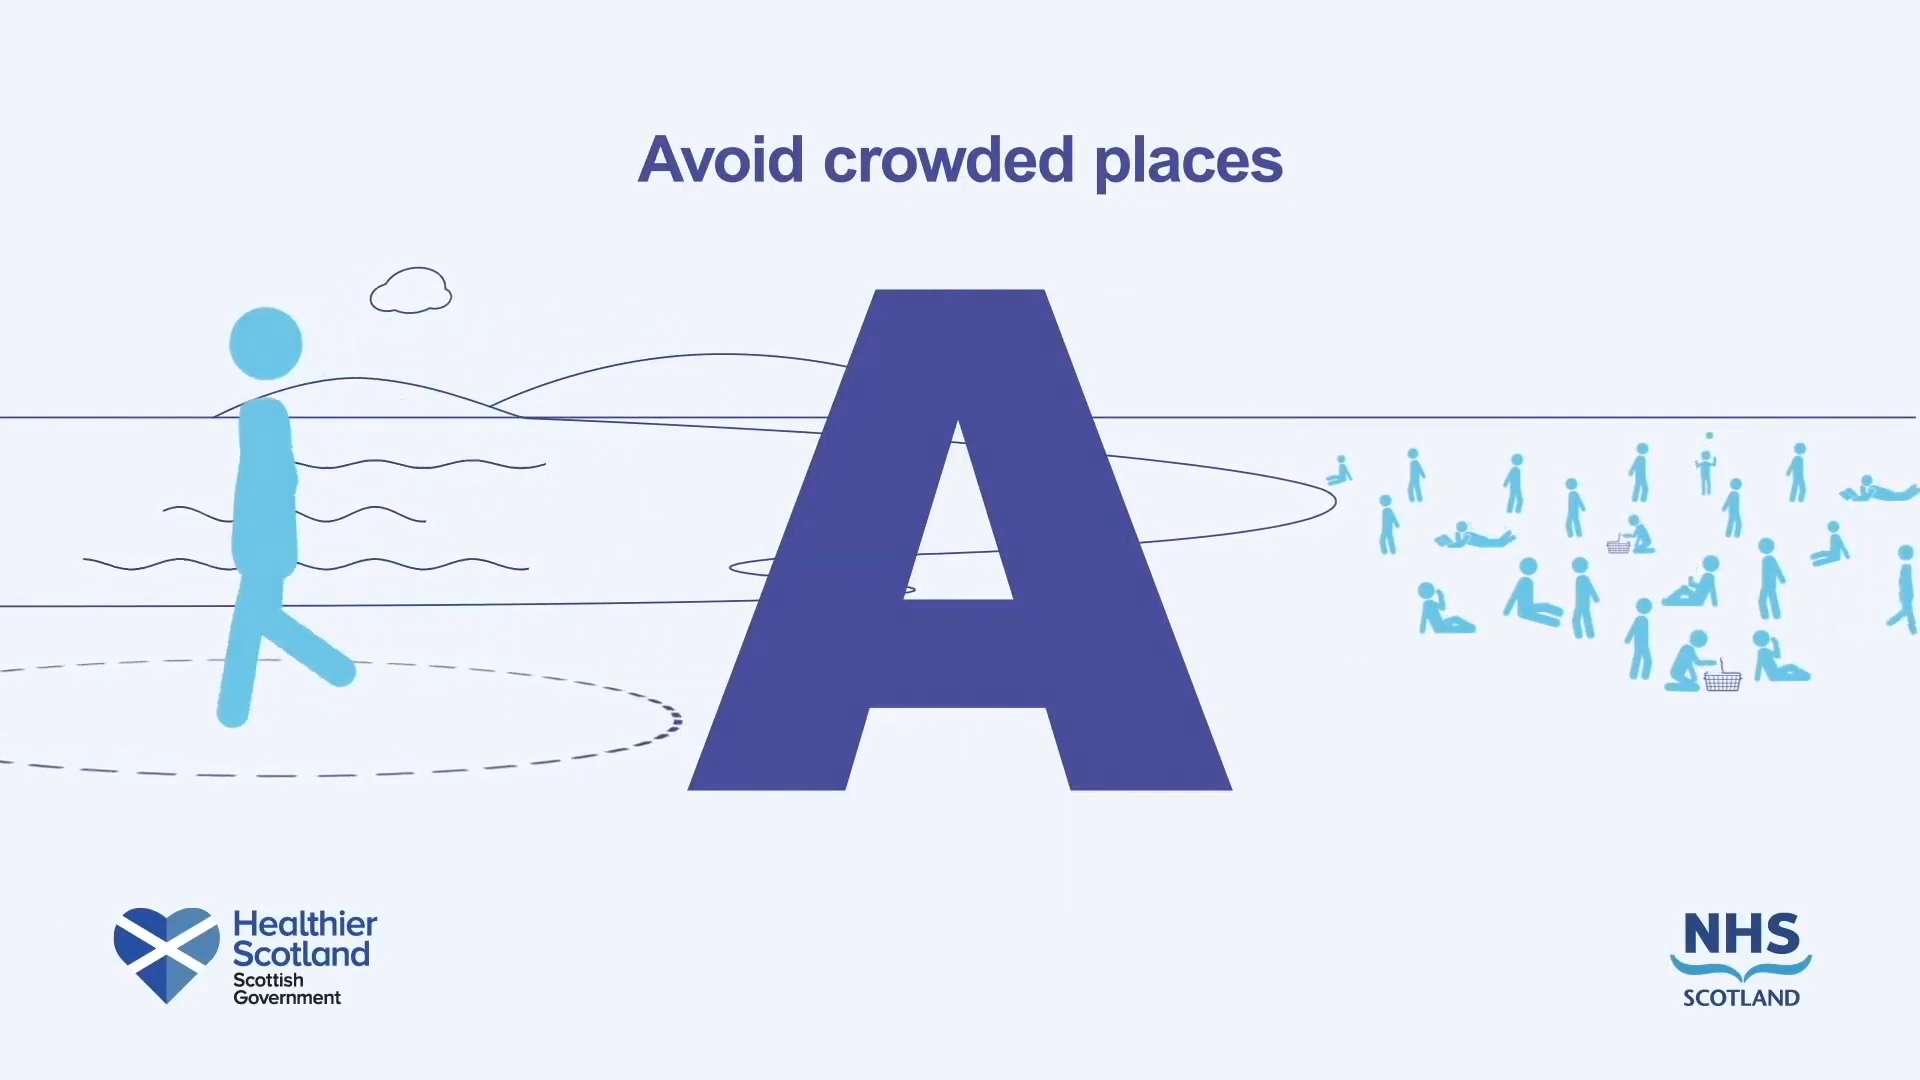 Avoid crowded places
A
Healthier
Scotland
Scottish
Government
NHS
SCOTLAND